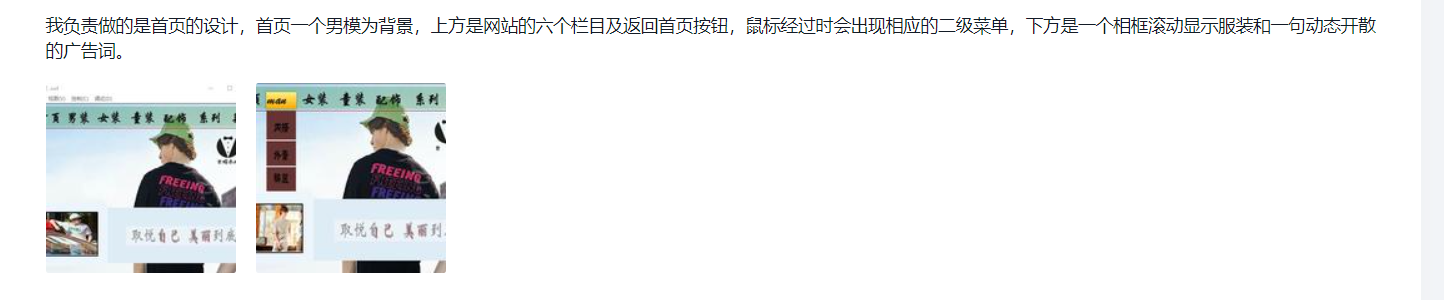 我负责做的是首页的设计，首页一个男模为背景，上方是网站的六个栏目及返回首页按钮，鼠标经过时会出现相应的二级菜单，下方是一个相框滚动显示服装和一句动态开散
的广告词。
页 男装 女装 童装 配饰 系列
FREEING
FREEING
取悦自己 美丽到底
man 女装 童装 配饰 系列
外套
FREEING
FREEING
取悦自己 美丽到